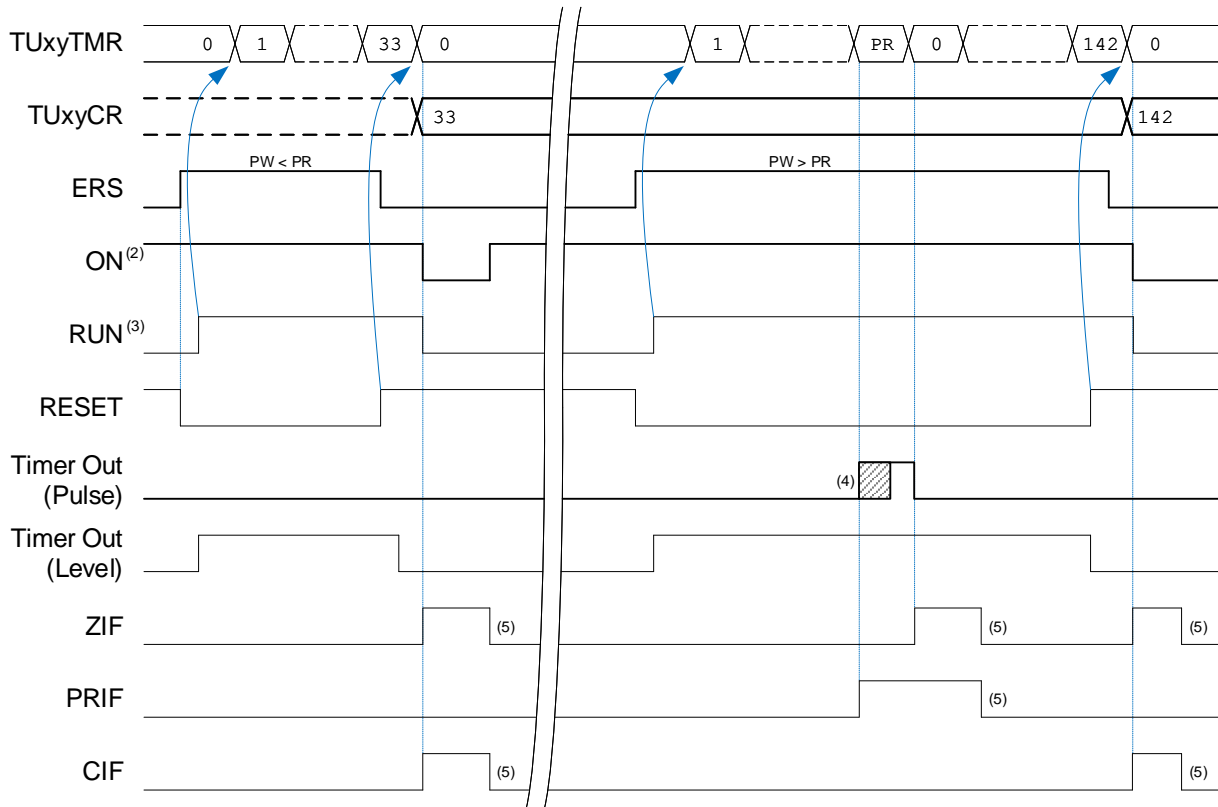 TUxyTMR 0 1 33 0 1 PR 0 142 0
TUxyCR 33 142
PW < PR PW > PR
ERS
ON(2)
RUN(3)
RESET
Timer Out
(Pulse) (4)
Timer Out
(Level)
ZIF (5) (5) (5)
PRIF (5)
CIF (5) (5)